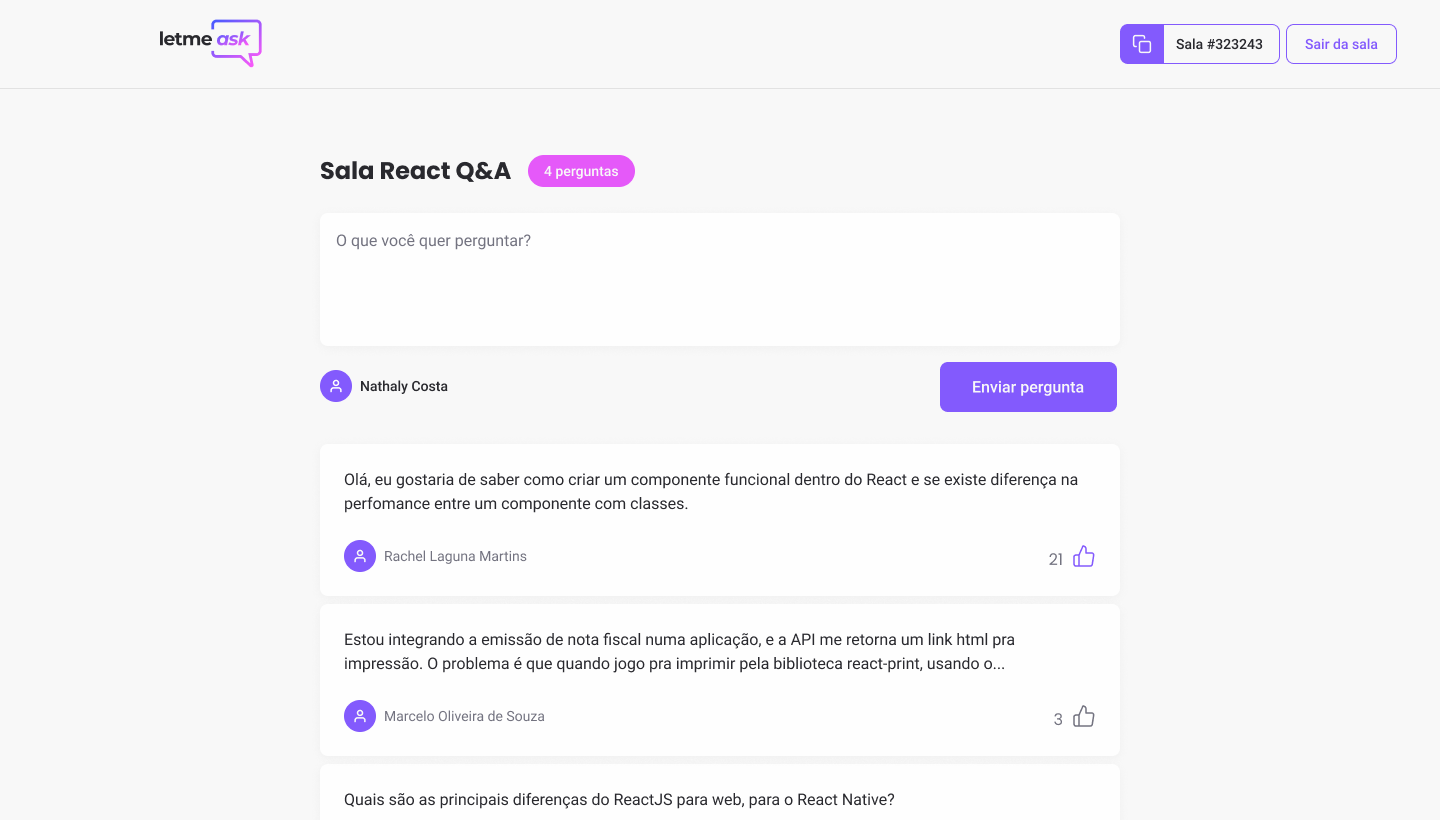 letme ask
Sala #323243
Sair da sala
Sala React Q&A
4 perguntas
O que você quer perguntar?
Nathaly Costa
Enviar pergunta
Olá, eu gostaria de saber como criar um componente funcional dentro do React e se existe diferença na
perfomance entre um componente com classes.
Rachel Laguna Martins
21
Estou integrando a emissão de nota fiscal numa aplicação, e a API me retorna um link html pra
impressão. O problema é que quando jogo pra imprimir pela biblioteca react-print, usando o...
Marcelo Oliveira de Souza
3
Quais são as principais diferenças do ReactJS para web, para o React Native?